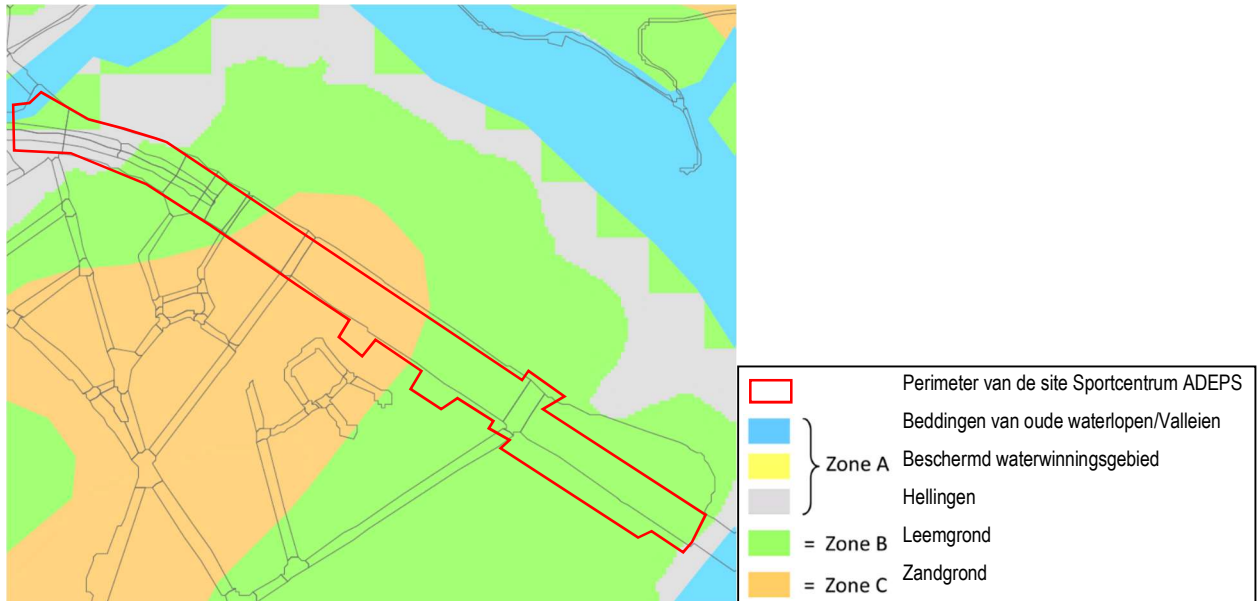 Perimeter van de site Sportcentrum ADEPS
Beddingen van oude waterlopen/Valleien
Zone A Beschermd waterwinningsgebied
Hellingen
= Zone B Leemgrond
= Zone C Zandgrond